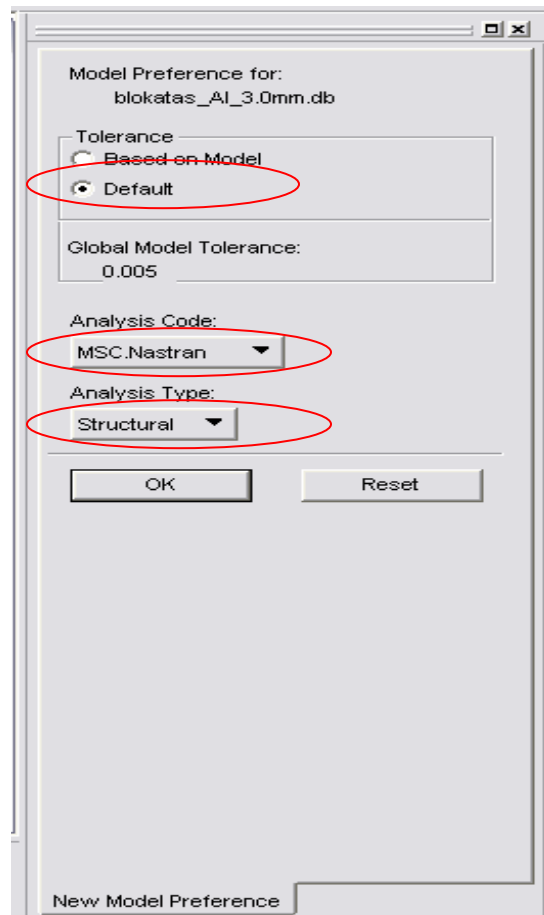 Model Preference for:
blokatas_Al_3.0mm.db
Tolerance
Based on Model
Default
Global Model Tolerance:
0.005
Analysis Code:
MSC.Nastran
Analysis Type:
Structural
OK Reset
New Model Preference